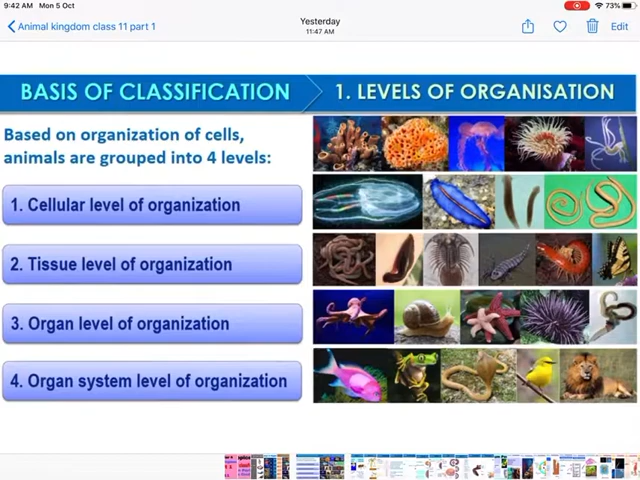 9:42 AM Mon 5 Oct
73%
Animal kingdom class 11 part 1
Yesterday
11:47 AM
Edit
BASIS OF CLASSIFICATION
1. LEVELS OF ORGANISATION
Based on organization of cells,
animals are grouped into 4 levels:
1. Cellular level of organization
2. Tissue level of organization
3. Organ level of organization
4. Organ system level of organization